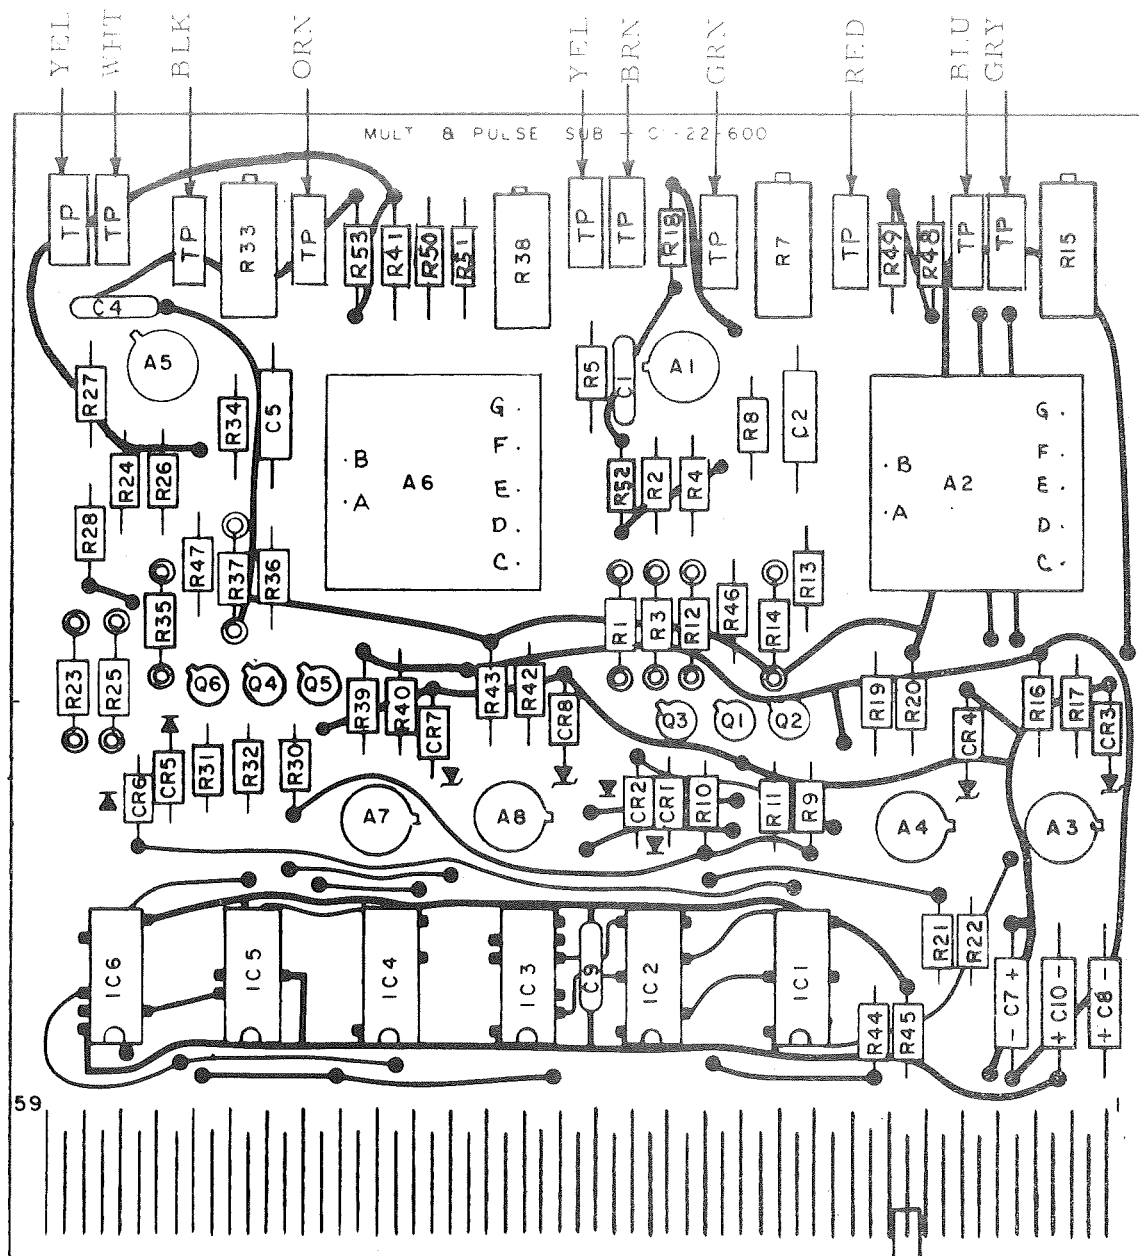 YEL WHT BLK ORN YEL BRN GRN RED BLU GRY
MULT & PULSE SUB - C -22-600
TP TP TP R33 TP R53 R41 R50 R51 R38 TP TP R18 TP R7 TP R49 R48 TP TP R15
C4
A5 R5 C1 A1
R27 R34 C5 R8 C2
G. G.
F. F.
.B A6 E. .B A2 E.
.A D. .A D.
C. C.
R24 R26 R52 R2 R4
R28
R47 R37 R36 R13
R35 R1 R3 R12 R46 R14
R23 R25 Q6 Q4 Q5 R39 R40 R43 R42 R19 R20 R16 R17
CR7 CR8 Q3 Q1 Q2 CR4 CR3
CR6 CR5 R31 R32 R30 CR2 CR1 R10 R11 R9
A7 A8 A4 A3
R21 R22
IC6 IC5 IC4 IC3 C9 IC2 IC1
R44 R45 - C7 + + C10 - + C8 -
59 1